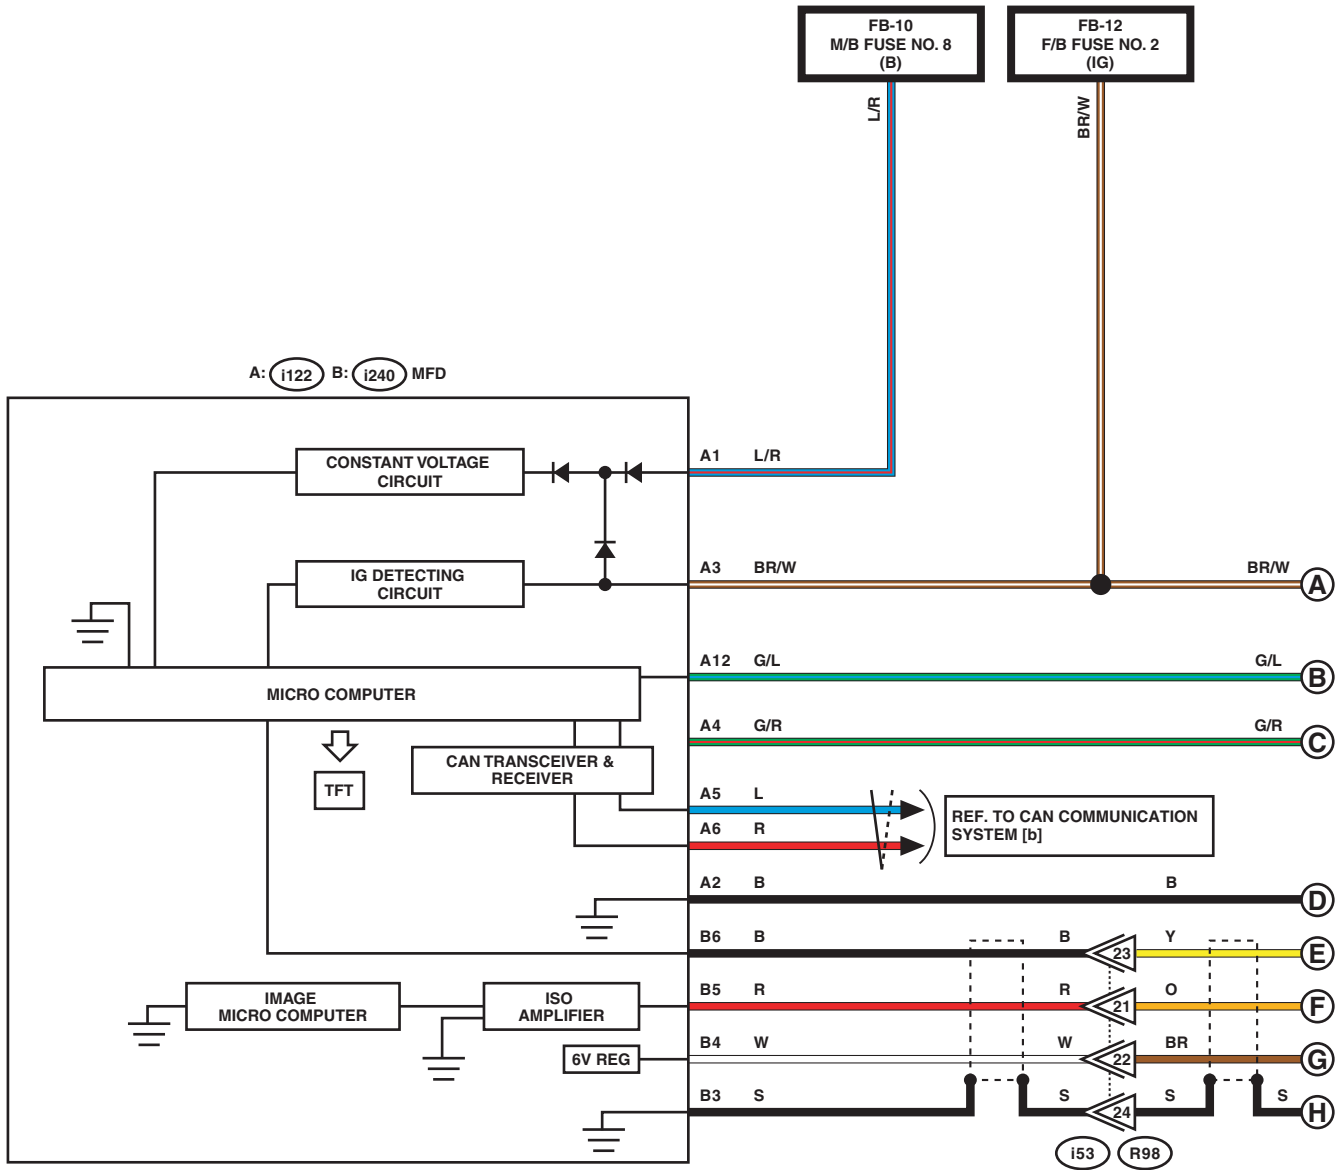 FB-10
M/B FUSE NO. 8
(B)
FB-12
F/B FUSE NO. 2
(IG)
L/R
BR/W
A: i122 B: i240 MFD
CONSTANT VOLTAGE
CIRCUIT
A1 L/R
IG DETECTING
CIRCUIT
A3 BR/W BR/W A
MICRO COMPUTER
A12 G/L G/L B
A4 G/R G/R C
CAN TRANSCEIVER &
RECEIVER
TFT
A5 L
A6 R
REF. TO CAN COMMUNICATION
SYSTEM [b]
A2 B B D
B6 B B 23 Y E
IMAGE
MICRO COMPUTER
ISO
AMPLIFIER
B5 R R 21 O F
6V REG
B4 W W 22 BR G
B3 S S 24 S S H
i53 R98